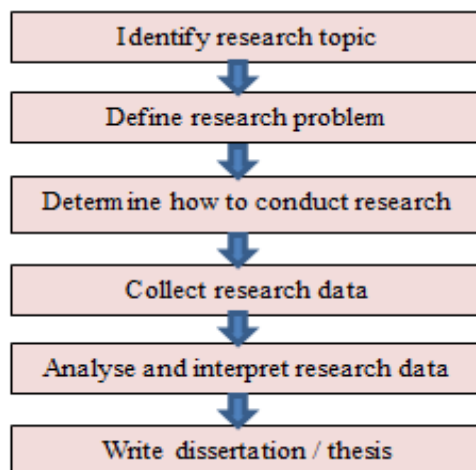 Identify research topic
Define research problem
Determine how to conduct research
Collect research data
Analyse and interpret research data
Write dissertation / thesis